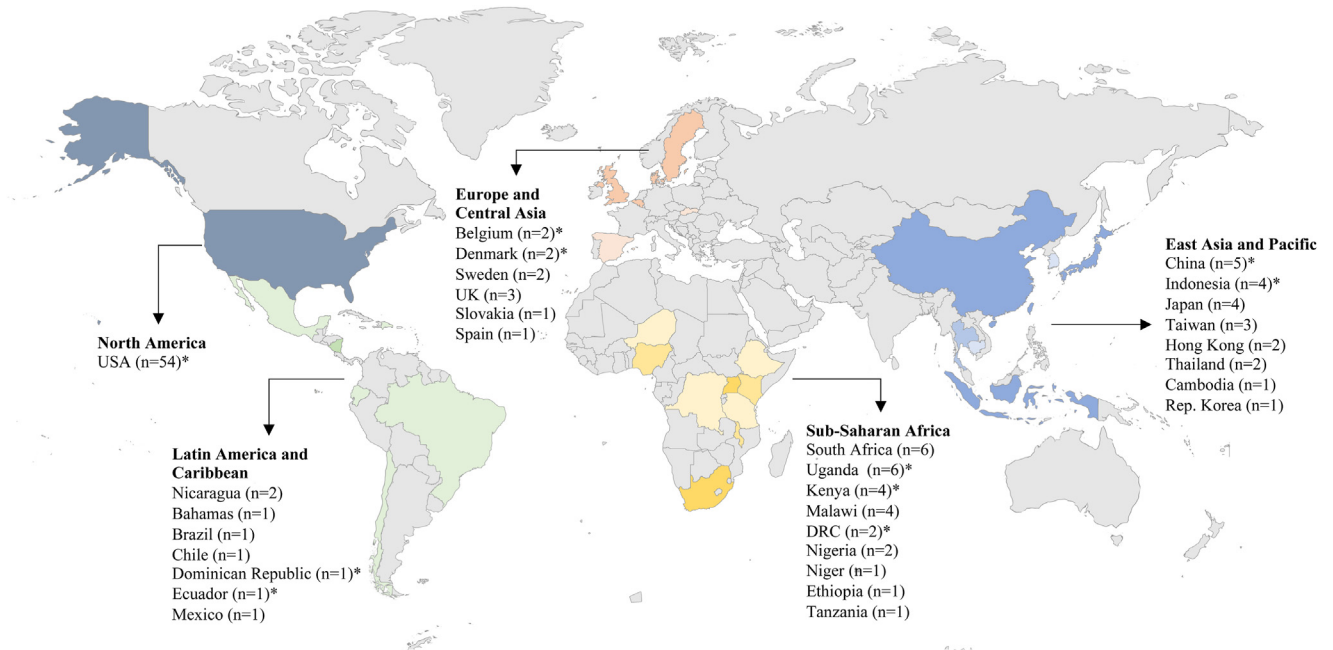 North America
USA (n=54)*
Latin America and
Caribbean
Nicaragua (n=2)
Bahamas (n=1)
Brazil (n=1)
Chile (n=1)
Dominican Republic (n=1)*
Ecuador (n=1)*
Mexico (n=1)
Europe and
Central Asia
Belgium (n=2)*
Denmark (n=2)*
Sweden (n=2)
UK (n=3)
Slovakia (n=1)
Spain (n=1)
Sub-Saharan Africa
South Africa (n=6)
Uganda (n=6)*
Kenya (n=4)*
Malawi (n=4)
DRC (n=2)*
Nigeria (n=2)
Niger (n=1)
Ethiopia (n=1)
Tanzania (n=1)
East Asia and Pacific
China (n=5)*
Indonesia (n=4)*
Japan (n=4)
Taiwan (n=3)
Hong Kong (n=2)
Thailand (n=2)
Cambodia (n=1)
Rep. Korea (n=1)